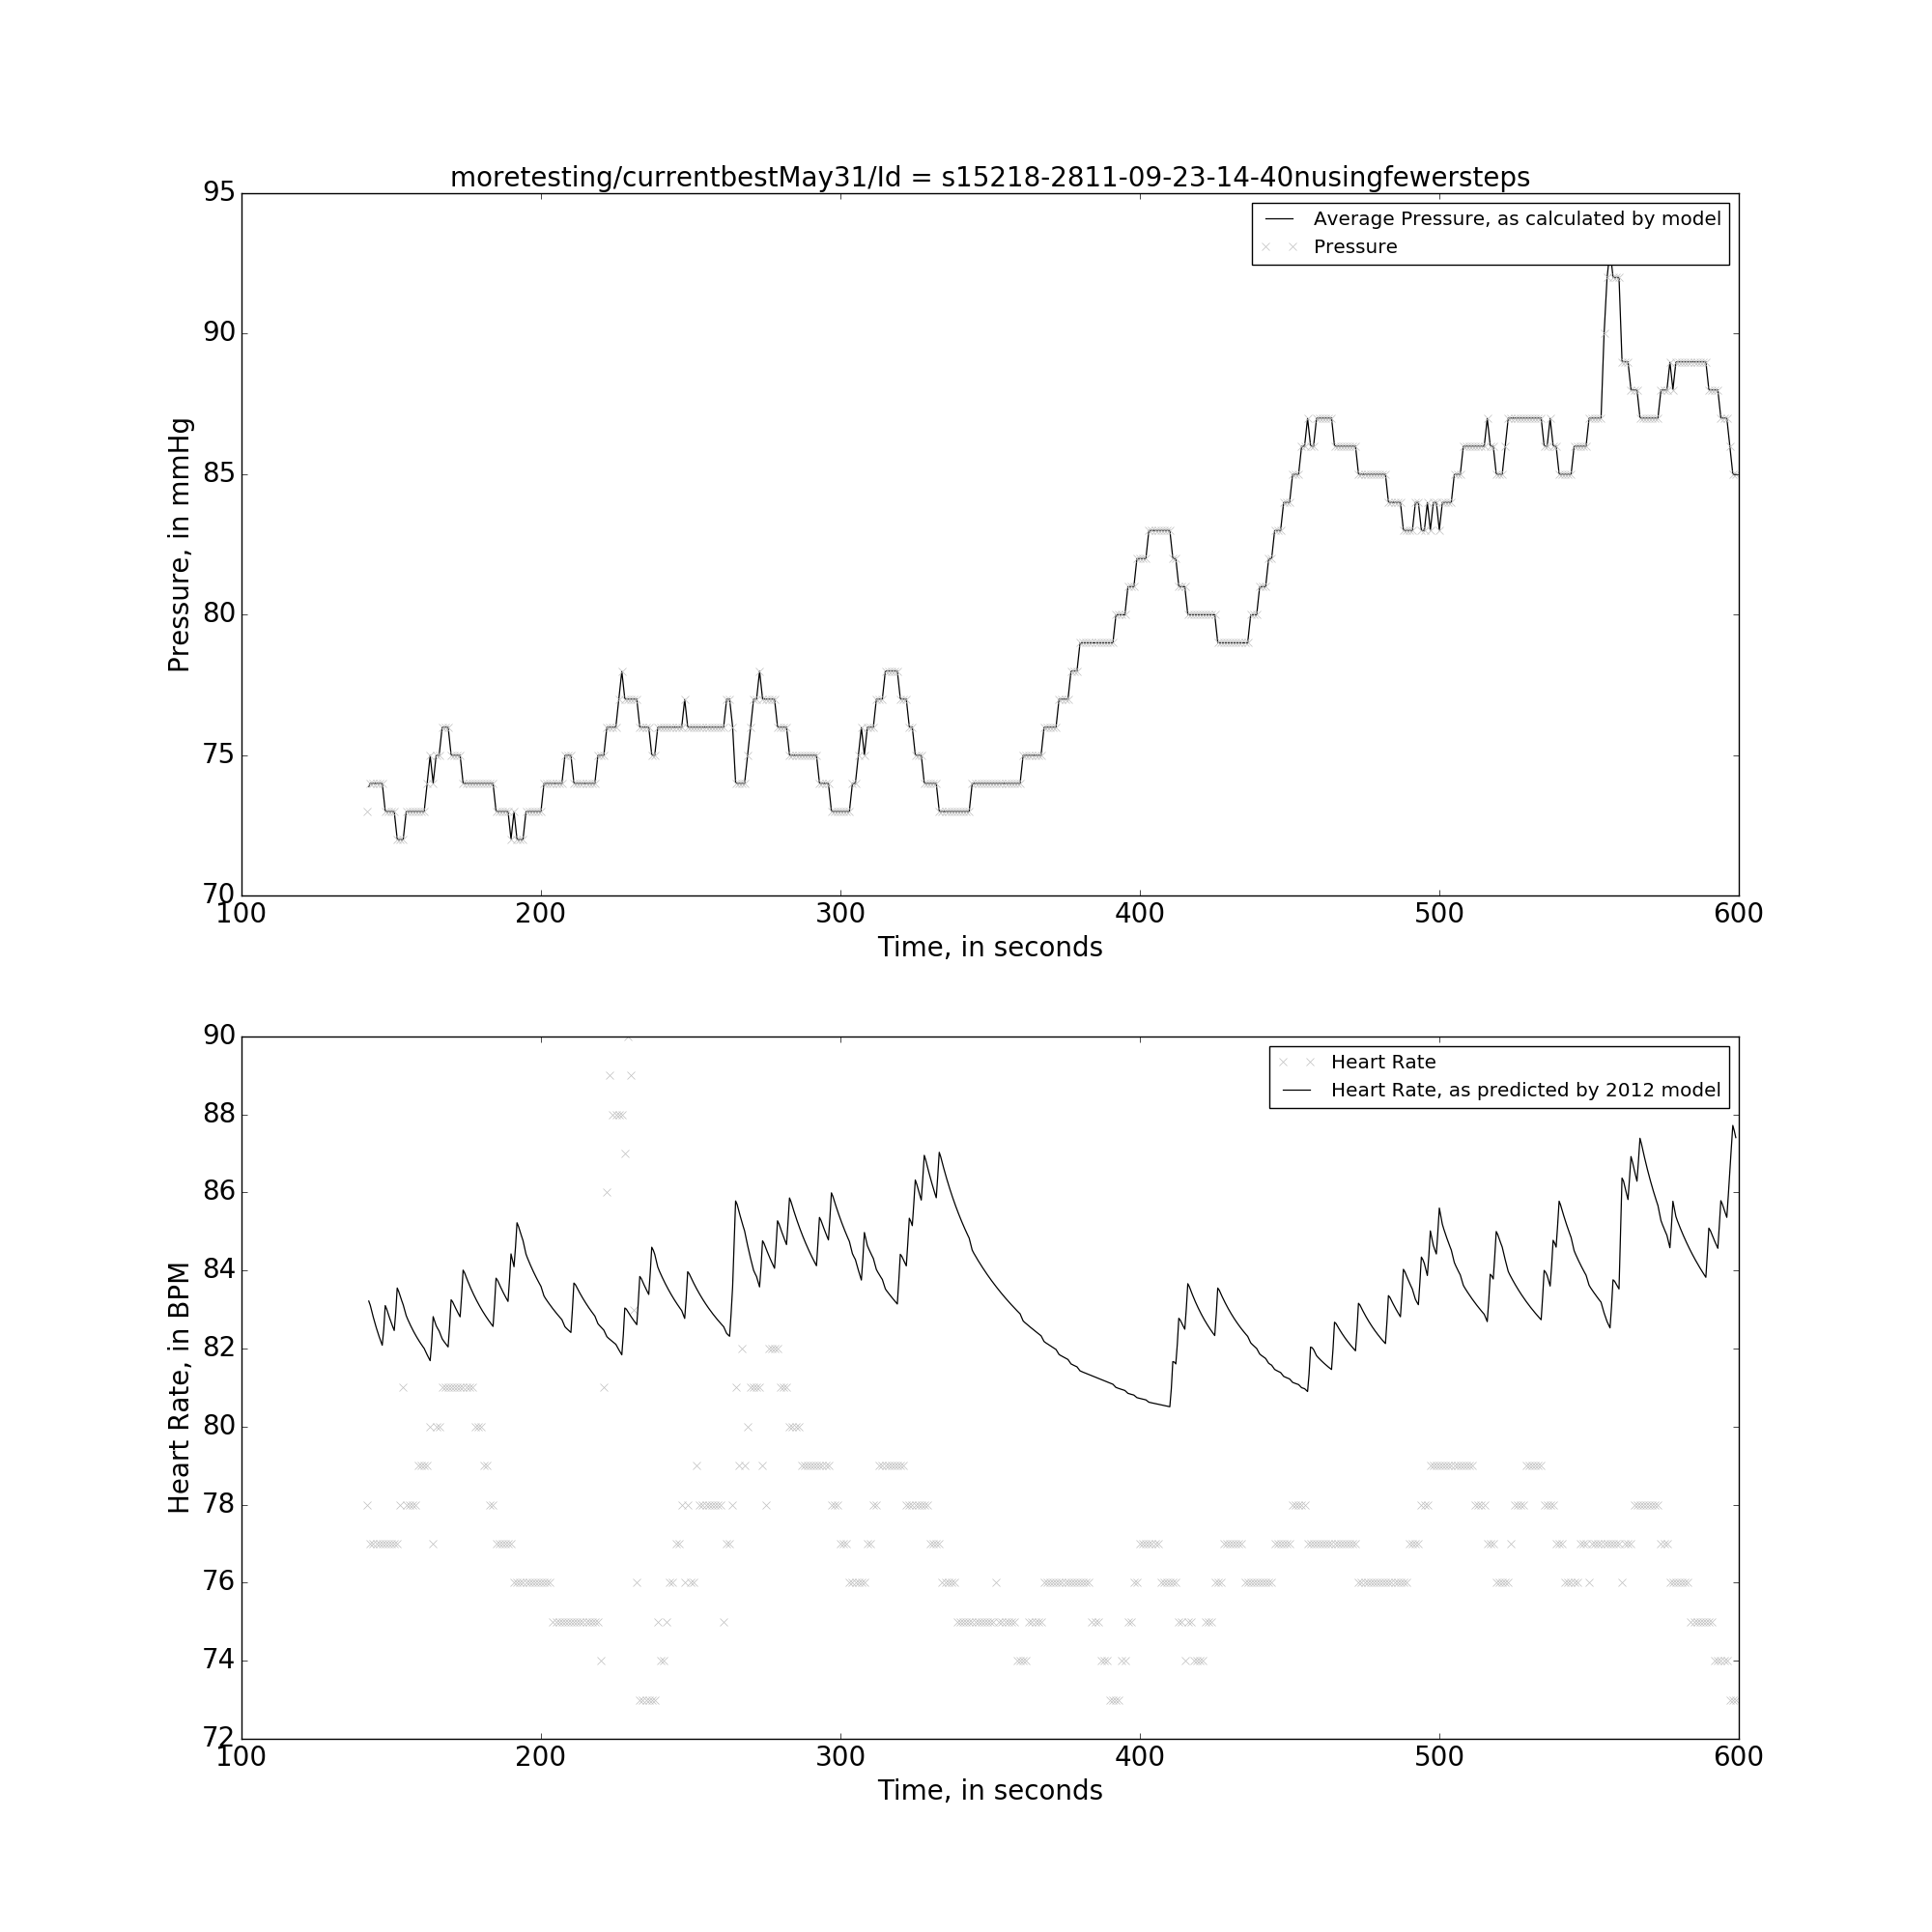 moretesting/currentbestMay31/Id = s15218-2811-09-23-14-40nusingfewersteps
95
90
85
80
75
70
Pressure, in mmHg
Average Pressure, as calculated by model
Pressure
100 200 300 400 500 600
Time, in seconds
90
88
86
84
82
80
78
76
74
72
Heart Rate, in BPM
Heart Rate
Heart Rate, as predicted by 2012 model
100 200 300 400 500 600
Time, in seconds